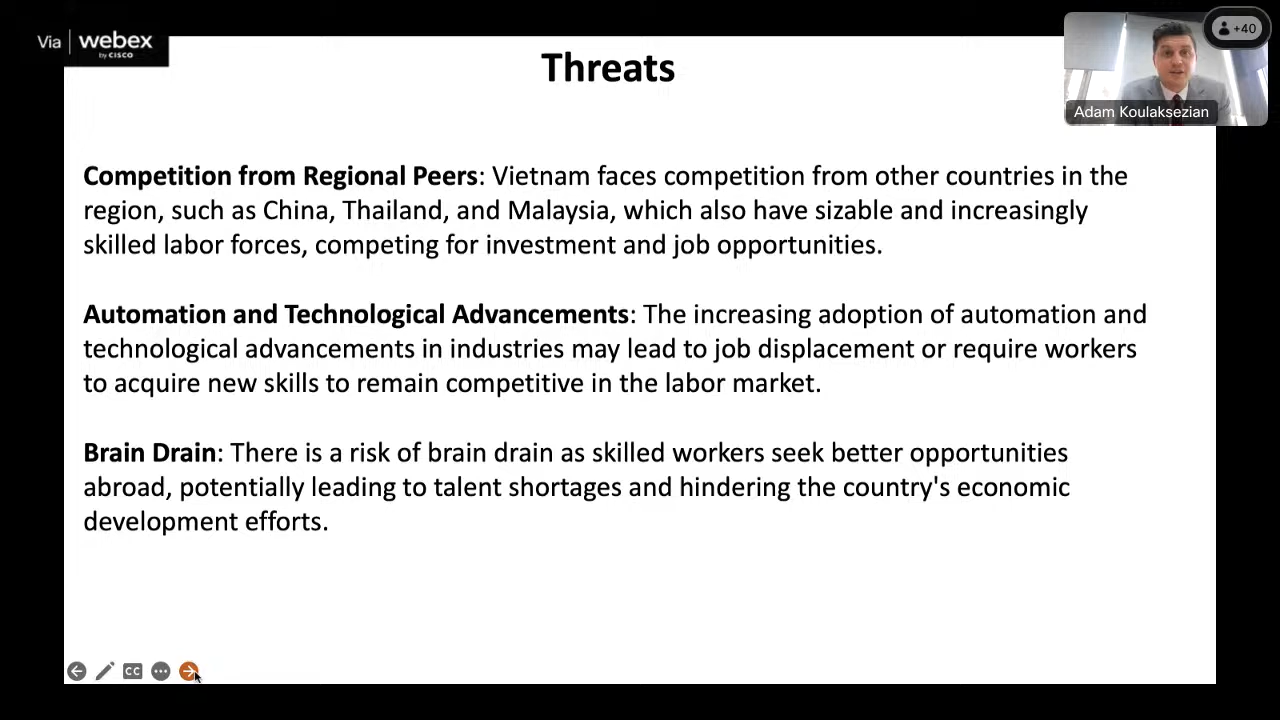 Via webex
by CISCO
+40
Threats
Adam Koulaksezian
Competition from Regional Peers: Vietnam faces competition from other countries in the
region, such as China, Thailand, and Malaysia, which also have sizable and increasingly
skilled labor forces, competing for investment and job opportunities.
Automation and Technological Advancements: The increasing adoption of automation and
technological advancements in industries may lead to job displacement or require workers
to acquire new skills to remain competitive in the labor market.
Brain Drain: There is a risk of brain drain as skilled workers seek better opportunities
abroad, potentially leading to talent shortages and hindering the country's economic
development efforts.
CC